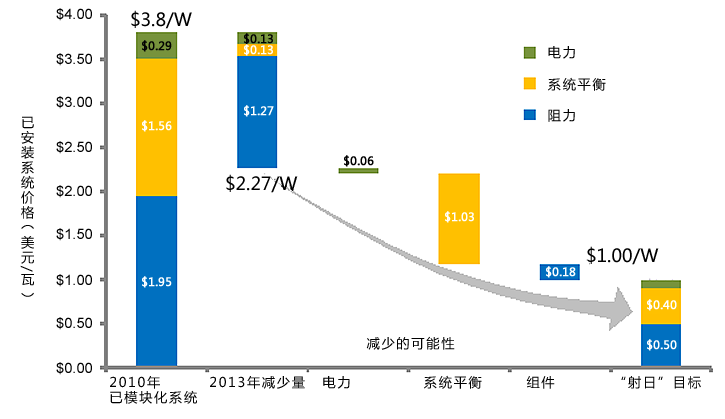 $4.00
$3.50
$3.00
$2.50
$2.00
$1.50
$1.00
$0.50
$0.00
已安装系统价格（美元/瓦）
$3.8/W
$0.29
$1.56
$1.95
$0.13
$0.13
$1.27
$2.27/W
$0.06
$1.03
$0.18
$1.00/W
$0.40
$0.50
电力
系统平衡
阻力
减少的可能性
2010年
已模块化系统
2013年减少量
电力
系统平衡
组件
“射日”目标